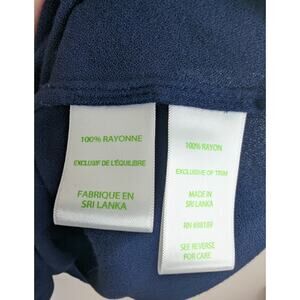 100% RAYONNE
EXCLUSIF DE L'ÉQUILIBRE
FABRIQUE EN
SRI LANKA
100% RAYON
EXCLUSIVE OF TRIM
MADE IN
SRI LANKA
RN
SEE REVERSE
FOR CARE